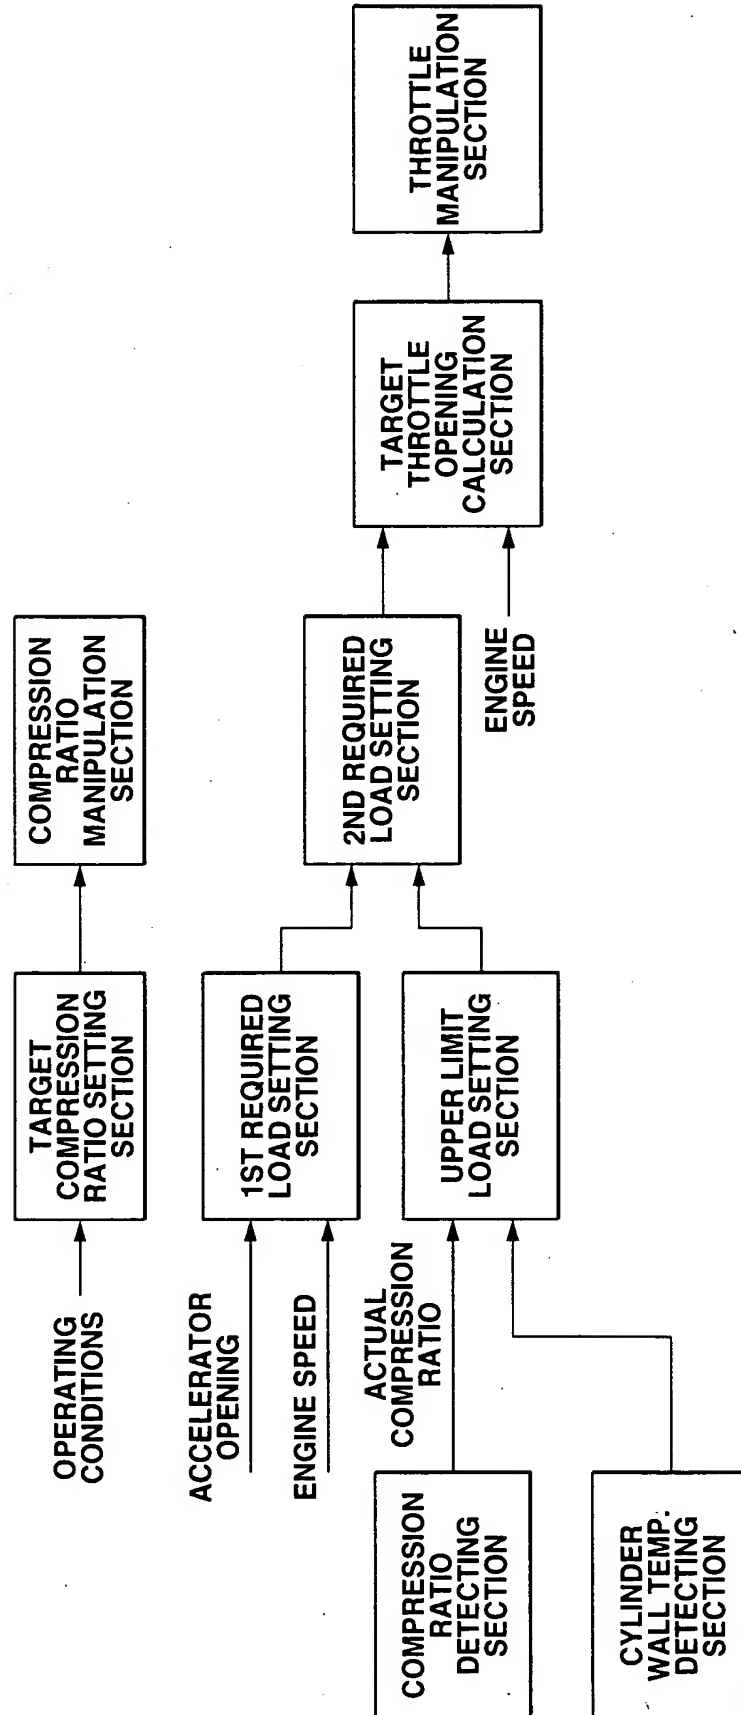 OPERATING
CONDITIONS
TARGET
COMPRESSION
RATIO SETTING
SECTION
COMPRESSION
RATIO
MANIPULATION
SECTION
ACCELERATOR
OPENING
ENGINE SPEED
1ST REQUIRED
LOAD SETTING
SECTION
COMPRESSION
RATIO
DETECTING
SECTION
ACTUAL
COMPRESSION
RATIO
CYLINDER
WALL TEMP.
DETECTING
SECTION
UPPER LIMIT
LOAD SETTING
SECTION
2ND REQUIRED
LOAD SETTING
SECTION
ENGINE
SPEED
TARGET
THROTTLE
OPENING
CALCULATION
SECTION
THROTTLE
MANIPULATION
SECTION